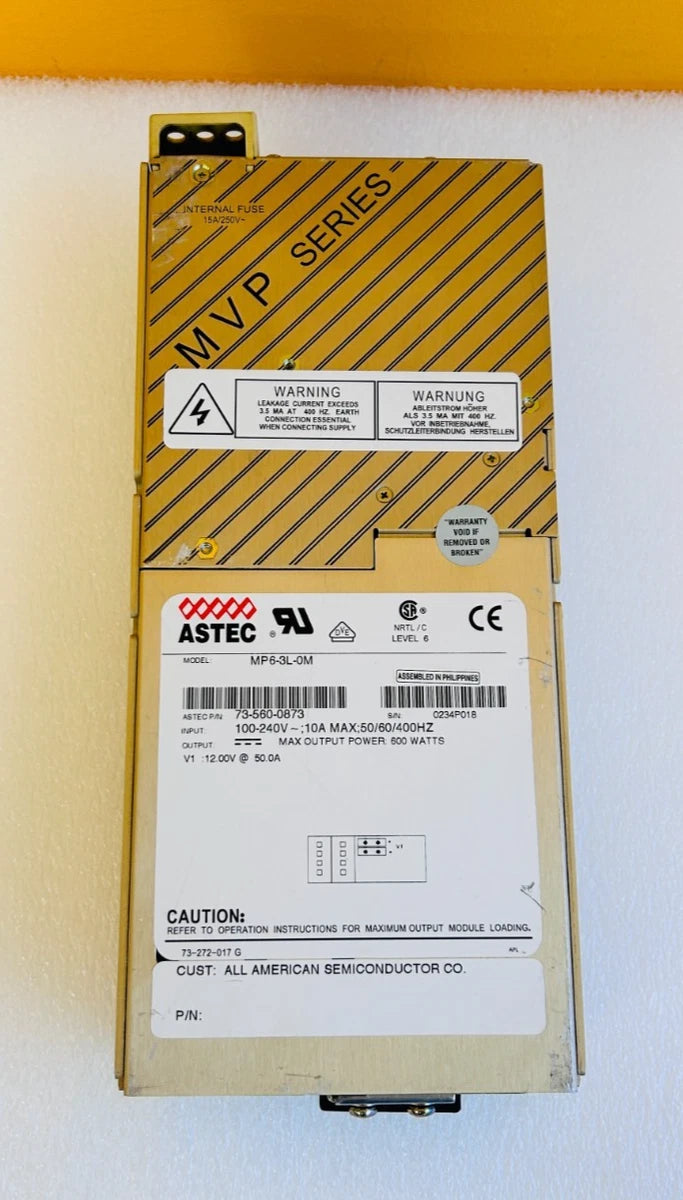 INTERNAL FUSE
15A/250V~
MVP SERIES
WARNING
LEAKAGE CURRENT EXCEEDS
3.5 MA AT 400 HZ. EARTH
CONNECTION ESSENTIAL
WHEN CONNECTING SUPPLY
WARNUNG
ABLEITSTROM HÖHER
ALS 3.5 MA MIT 400 HZ.
VOR INBETRIEBNAHME,
SCHUTZLEITERBINDUNG HERSTELLEN
"WARRANTY
VOID IF
REMOVED OR
BROKEN"
ASTEC
RU ®
DVE
SA ®
NRTL / C
LEVEL 6
CE
MODEL: MP6-3L-0M
ASSEMBLED IN PHILIPPINES
ASTEC P/N: 73-560-0873
S/N: 0234P018
INPUT: 100-240V ~ ;10A MAX;50/60/400HZ
OUTPUT MAX OUTPUT POWER: 600 WATTS
V1 :12.00V @ 50.0A
+ V1
-
CAUTION:
REFER TO OPERATION INSTRUCTIONS FOR MAXIMUM OUTPUT MODULE LOADING.
73-272-017 G
CUST: ALL AMERICAN SEMICONDUCTOR CO.
P/N: